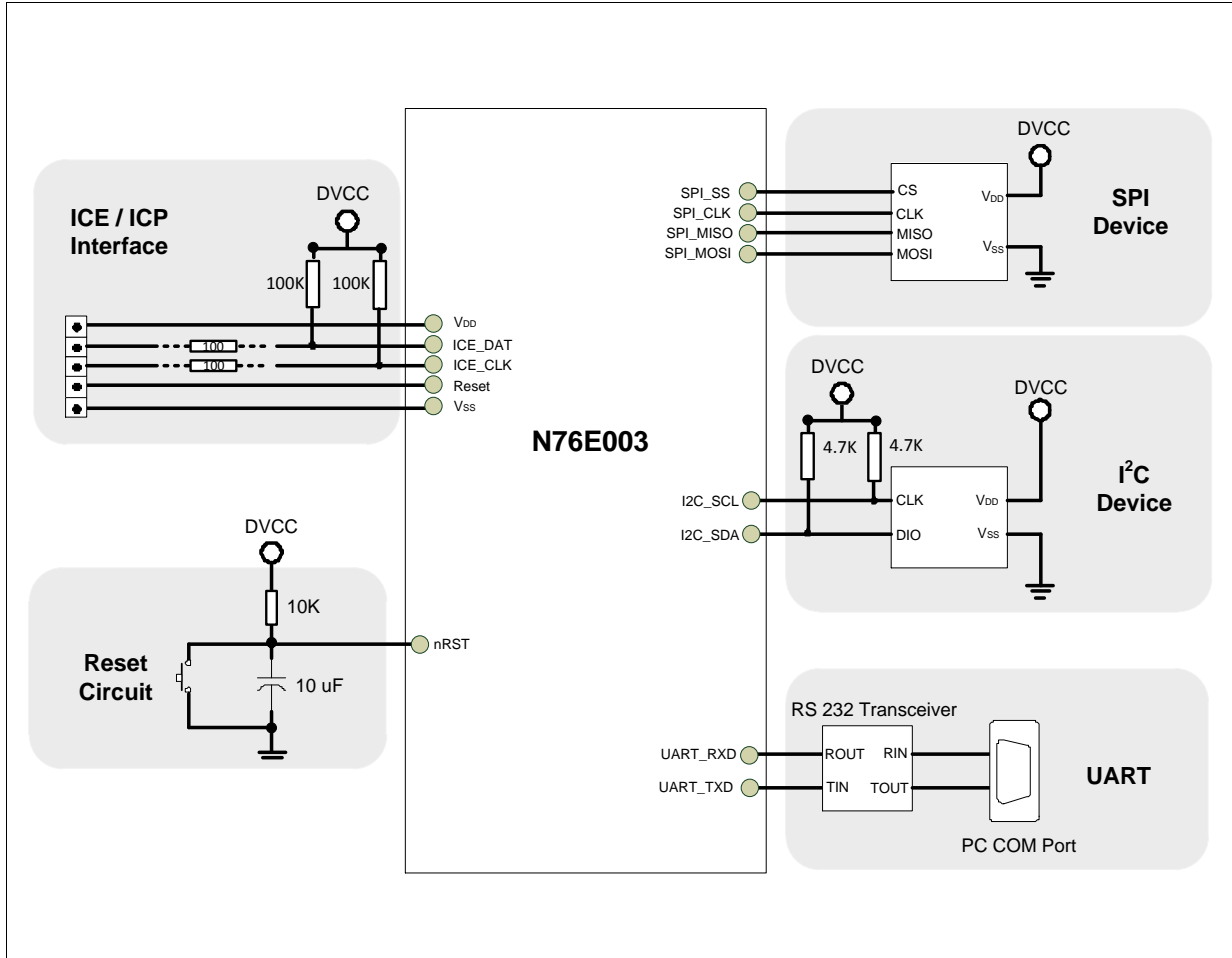 ICE / ICP
Interface
DVCC
100K
100K
100
100
VDD
ICE_DAT
ICE_CLK
Reset
VSS
DVCC
10K
Reset
Circuit
10 uF
nRST
N76E003
SPI_SS
SPI_CLK
SPI_MISO
SPI_MOSI
CS
CLK
MISO
MOSI
VDD
VSS
DVCC
SPI
Device
DVCC
4.7K
4.7K
DVCC
I2C_SCL
I2C_SDA
CLK
DIO
VDD
VSS
I²C
Device
RS 232 Transceiver
UART_RXD
UART_TXD
ROUT
RIN
TIN
TOUT
UART
PC COM Port